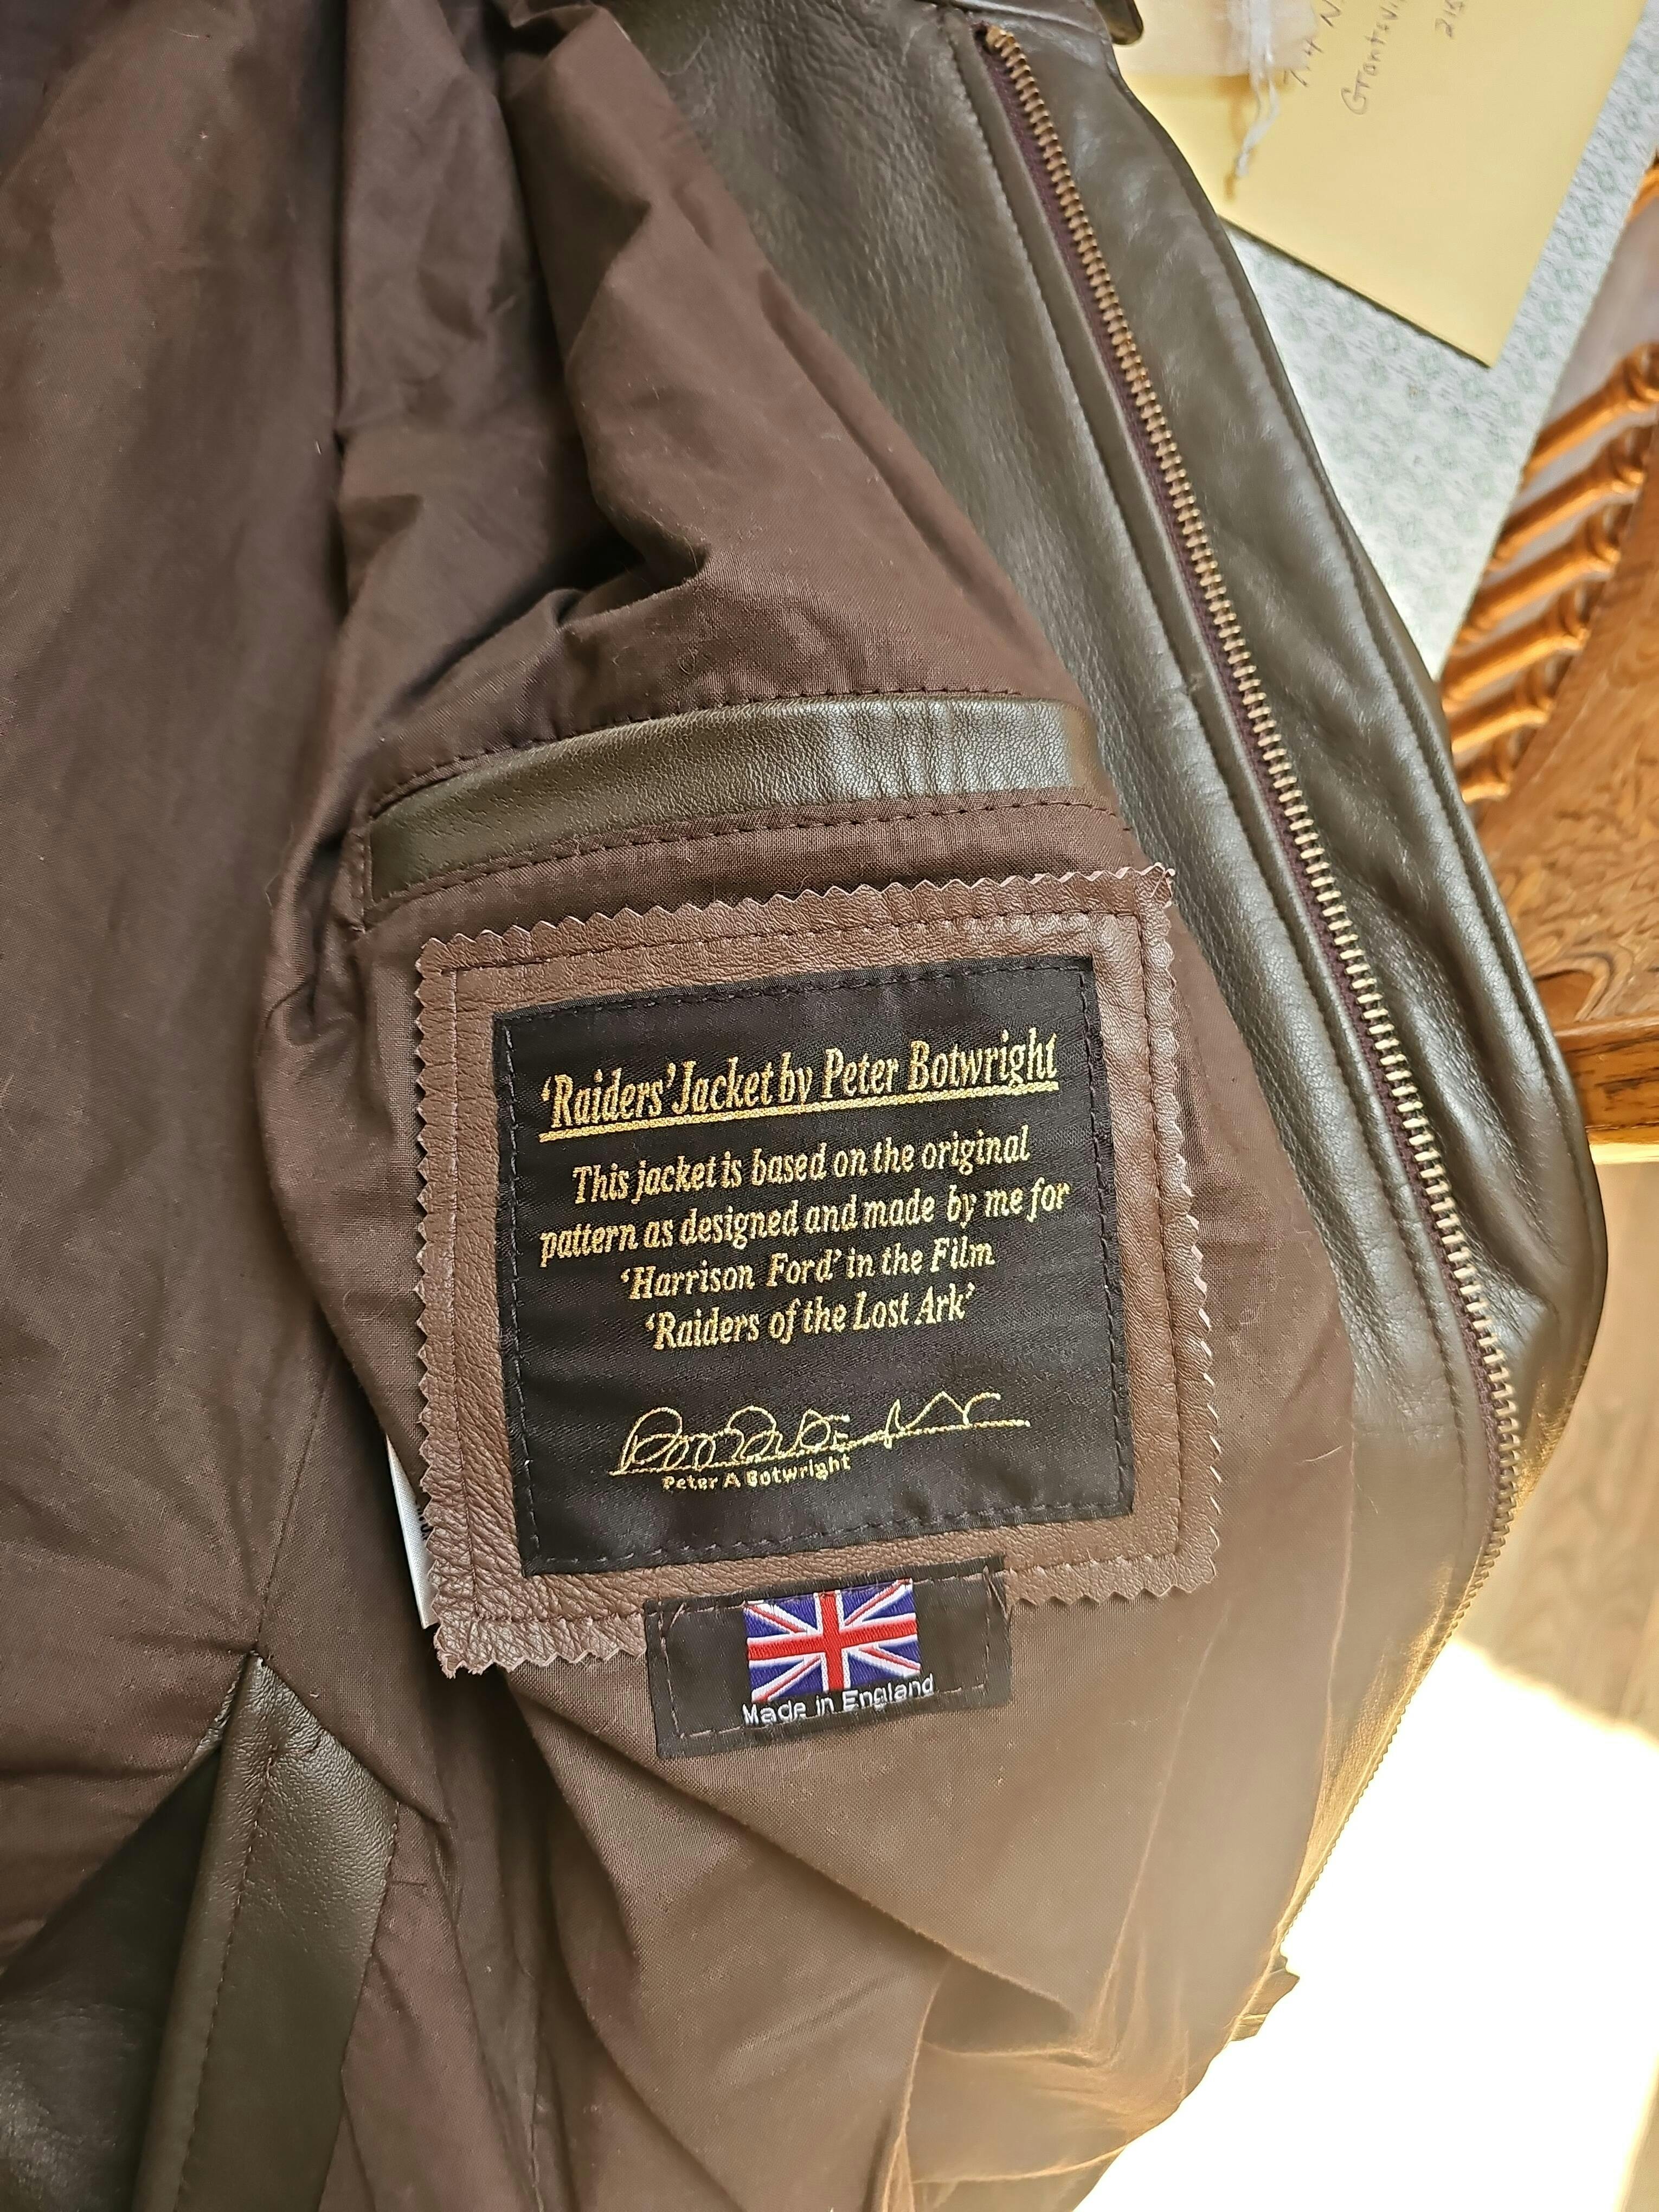 'Raiders' Jacket by Peter Botwright
This jacket is based on the original
pattern as designed and made by me for
'Harrison Ford' in the Film
'Raiders of the Lost Ark'
Peter A Botwright
Made in England